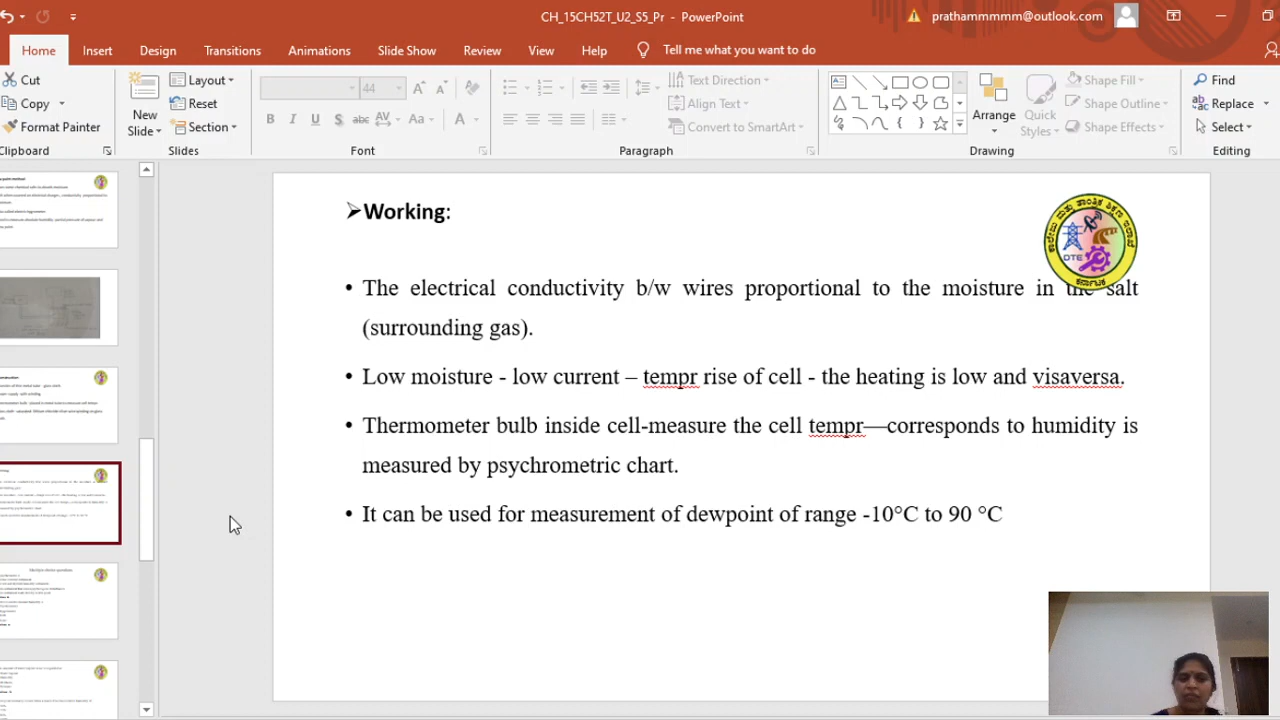 CH_15CH52T_U2_S5_Pr - PowerPoint
prathammmmm@outlook.com
Home Insert Design Transitions Animations Slide Show Review View Help Tell me what you want to do
Cut
Copy
Format Painter
Clipboard
New
Slide
Layout
Reset
Section
Slides
44
B I U S abc AV Aa A
Font
Text Direction
Align Text
Convert to SmartArt
Paragraph
Arrange
Quick
Styles
Shape Fill
Shape Outline
Shape Effects
Drawing
Find
Replace
Select
Editing
➢Working:
• The electrical conductivity b/w wires proportional to the moisture in the salt
(surrounding gas).
• Low moisture - low current – tempr rise of cell - the heating is low and visaversa.
• Thermometer bulb inside cell-measure the cell tempr—corresponds to humidity is
measured by psychrometric chart.
• It can be used for measurement of dewpoint of range -10°C to 90 °C
DTE